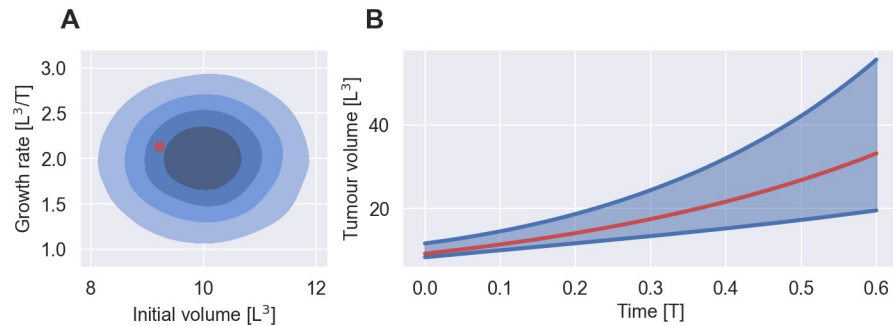 A
Growth rate [L³/T]
3.0
2.5
2.0
1.5
1.0
8 10 12
Initial volume [L³]
B
Tumour volume [L³]
40
20
0.0 0.1 0.2 0.3 0.4 0.5 0.6
Time [T]